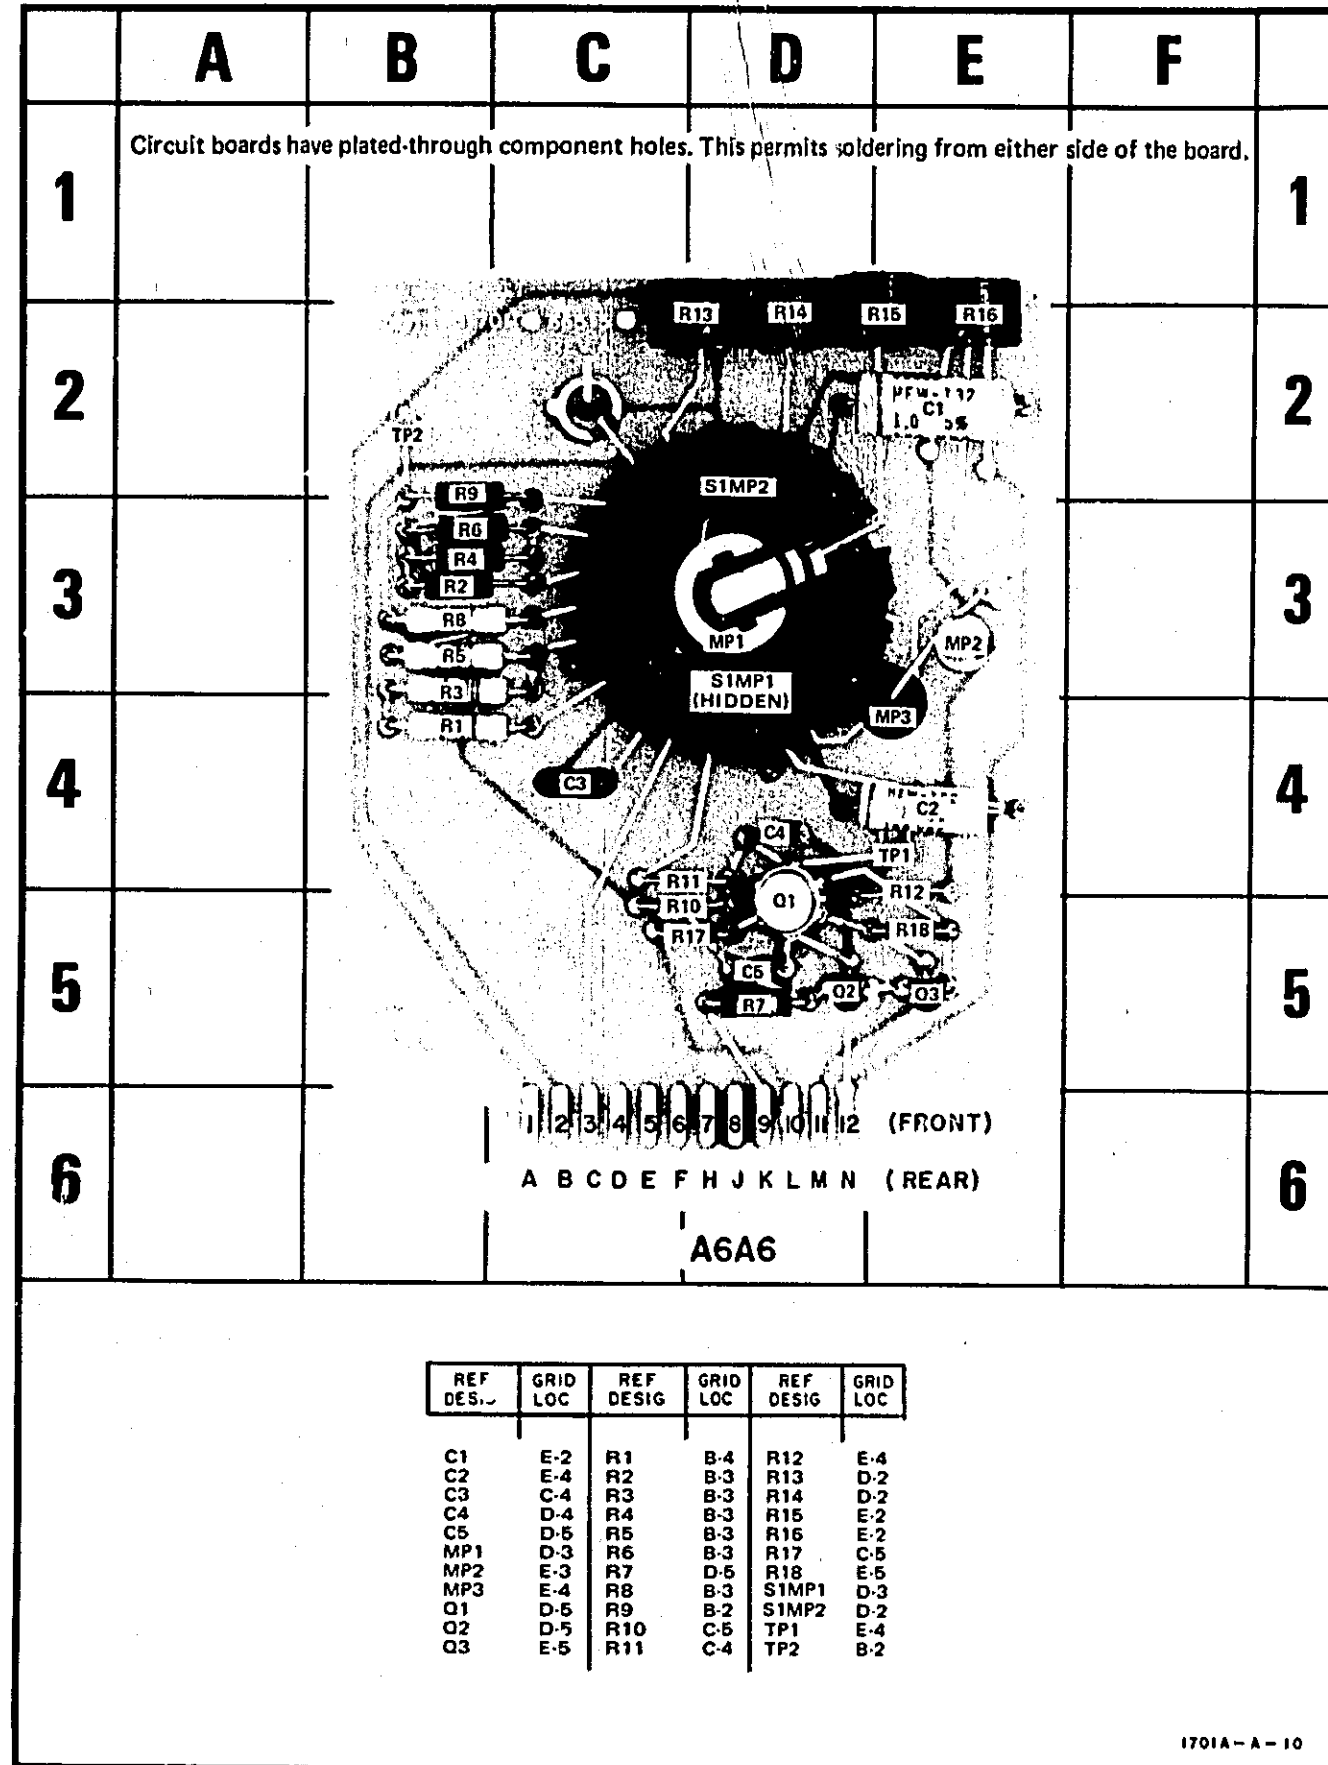 A B C D E F
Circuit boards have plated-through component holes. This permits soldering from either side of the board.
1 1
R13 R14 R15 R16
2 2
C1
1.0 5%
TP2
S1MP2
R9
R6
R4
3 3
R2
R8
MP1 MP2
R5
S1MP1
(HIDDEN)
R3
MP3
R1
4 4
C3
C2
C4
TP1
R11
R12
R10
Q1
R17
R18
C5
5 5
Q2 Q3
R7
1 2 3 4 5 6 7 8 9 10 11 12 (FRONT)
6 6
A B C D E F H J K L M N (REAR)
A6A6
REF GRID REF GRID REF GRID
LOC DESIG LOC DESIG LOC
C1 E-2 R1 B-4 R12 E-4
C2 E-4 R2 B-3 R13 D-2
C3 C-4 R3 B-3 R14 D-2
C4 D-4 R4 B-3 R15 E-2
C5 D-5 R5 B-3 R16 E-2
MP1 D-3 R6 B-3 R17 C-5
MP2 E-3 R7 D-5 R18 E-5
MP3 E-4 R8 B-3 S1MP1 D-3
Q1 D-5 R9 B-2 S1MP2 D-2
Q2 D-5 R10 C-5 TP1 E-4
Q3 E-5 R11 C-4 TP2 B-2
1701A-A-10